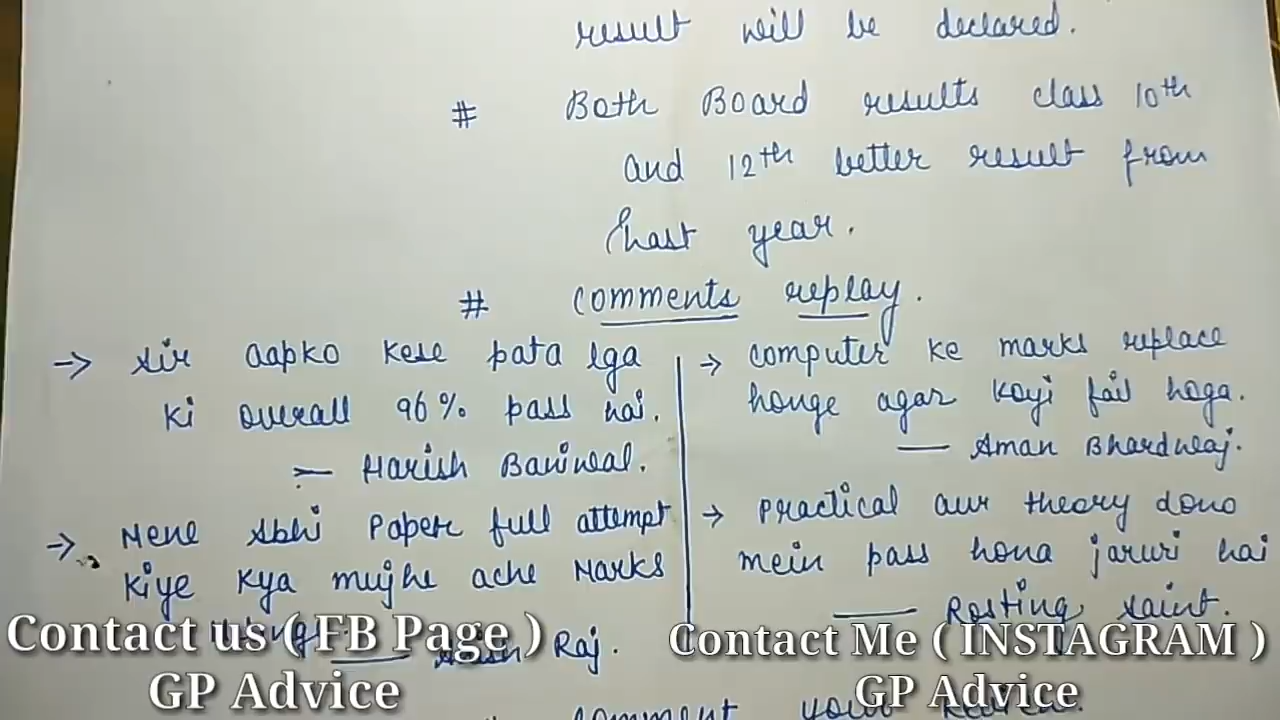 result will be declared.
# Both Board results class 10th
and 12th better result from
last year.
# Comments replay.
→ Sir aapko kese pata lga
ki overall 96% pass hai.
— Harish Baniwal.
→ Mene Sbhi Paper full attempt
kiye kya mujhe ache Marks
Raj.
→ computer ke marks replace
honge agar koyi fail hoga.
— Aman Bhardwaj.
→ Practical aur theory dono
mein pass hona jaruri hai
— Rosting Saint.
Contact us ( FB Page )
GP Advice
Contact Me ( INSTAGRAM )
GP Advice
comment your